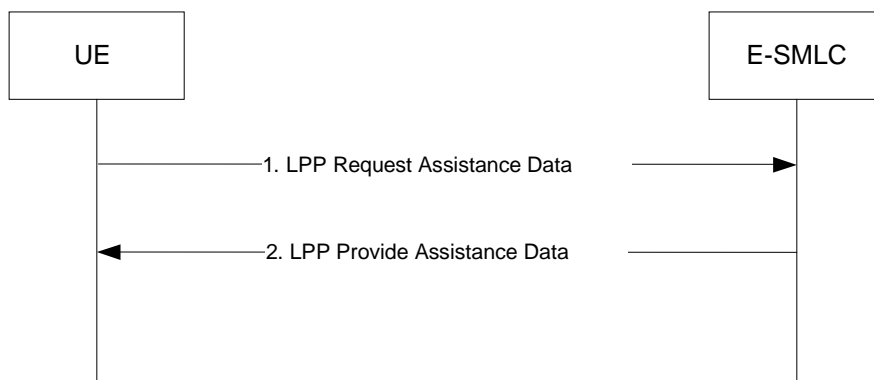 UE
E-SMLC
1. LPP Request Assistance Data
2. LPP Provide Assistance Data